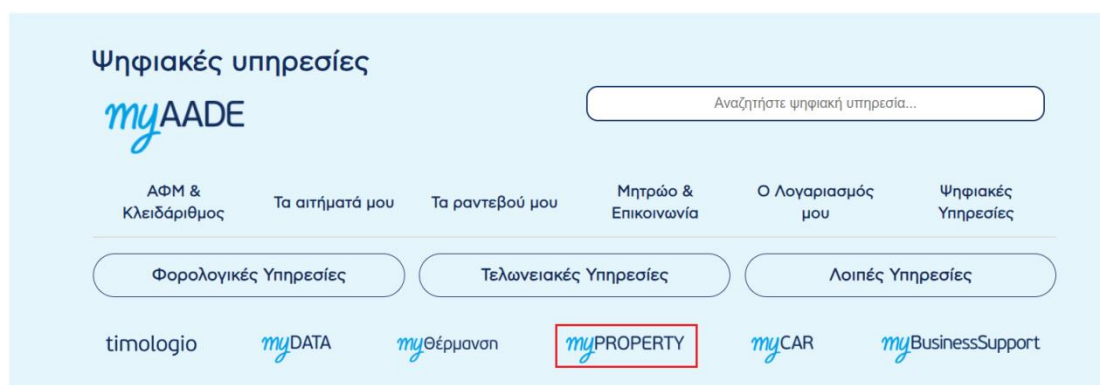 Ψηφιακές υπηρεσίες
myAADE
Αναζητήστε ψηφιακή υπηρεσία...
ΑΦΜ &
Κλειδάριθμος
Τα αιτήματά μου
Τα ραντεβού μου
Μητρώο &
Επικοινωνία
Ο Λογαριασμός
μου
Ψηφιακές
Υπηρεσίες
Φορολογικές Υπηρεσίες
Τελωνειακές Υπηρεσίες
Λοιπές Υπηρεσίες
timologio
myDATA
myΘέρμανση
myPROPERTY
myCAR
myBusinessSupport